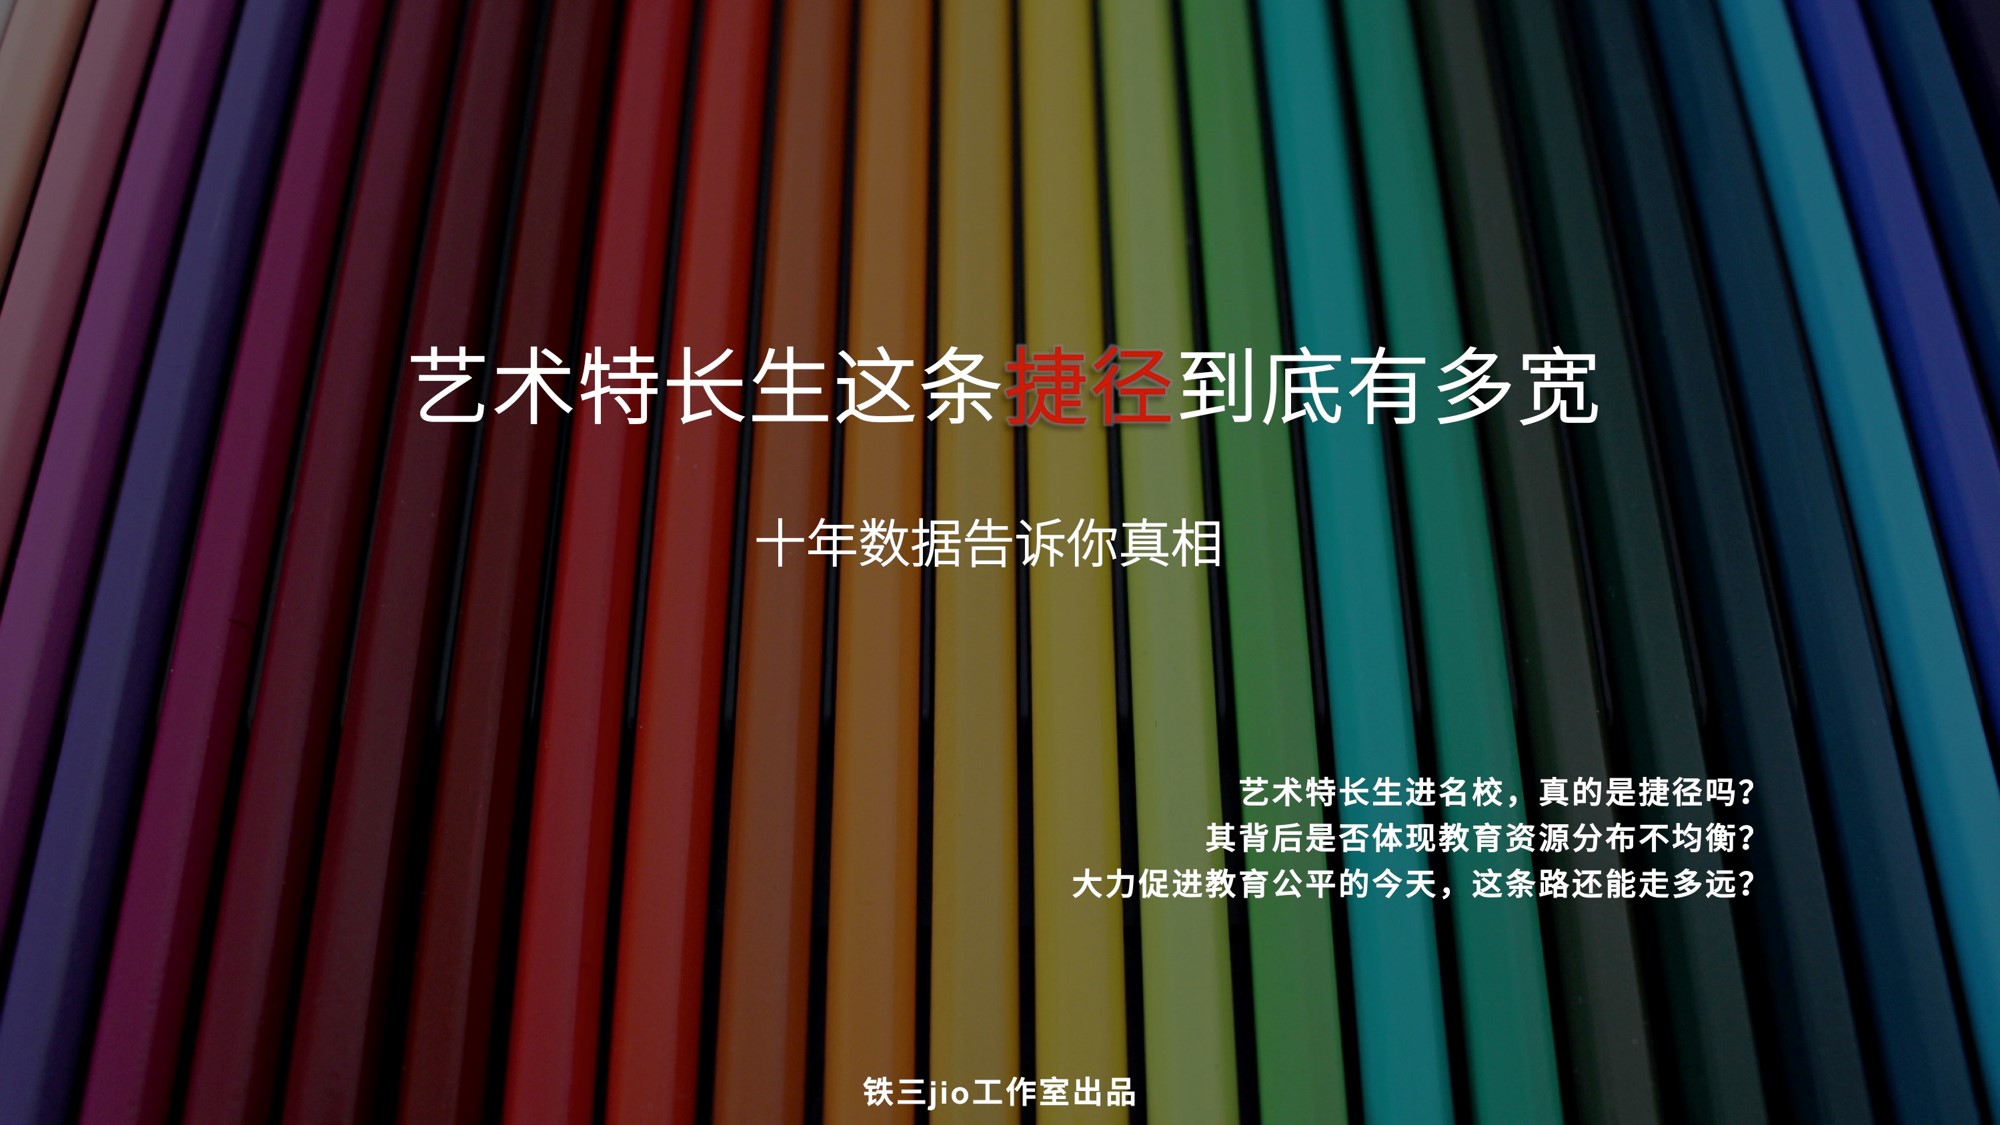 艺术特长生这条捷径到底有多宽
十年数据告诉你真相
艺术特长生进名校，真的是捷径吗？
其背后是否体现教育资源分布不均衡？
大力促进教育公平的今天，这条路还能走多远？
铁三jio工作室出品